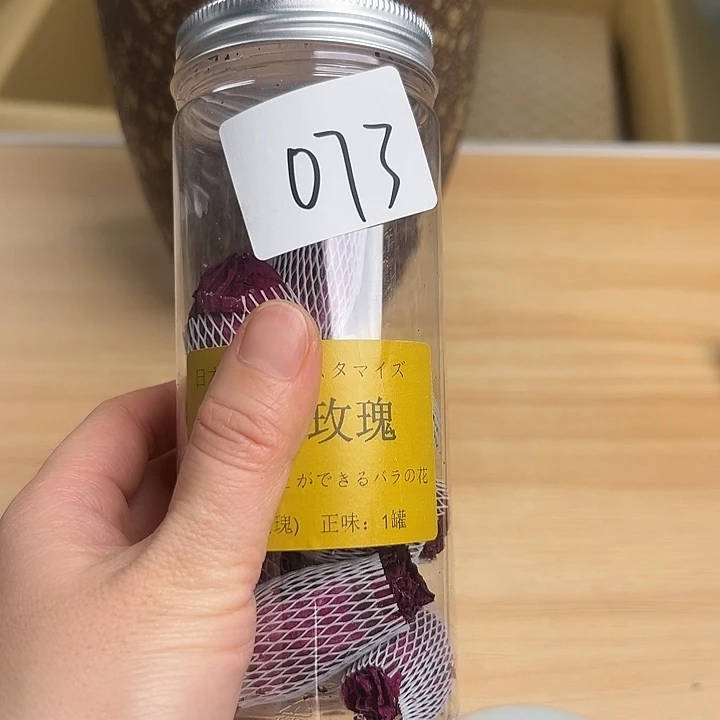 073
日 スタマイズ
玫瑰
ができるバラの花
瑰) 正味：1罐